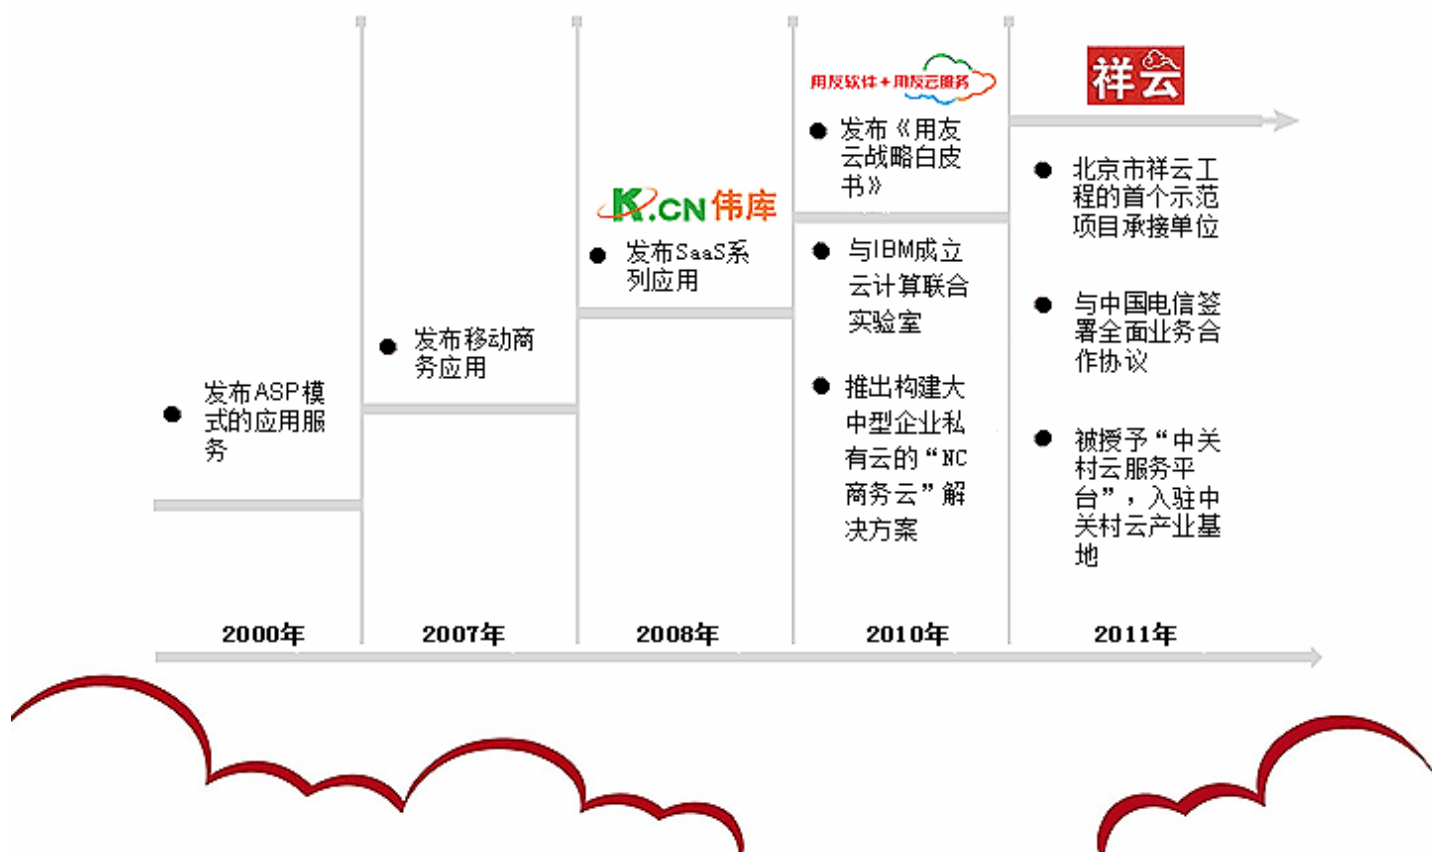 发布ASP模
式的应用服
务
2000年
发布移动商
务应用
2007年
K.CN伟库
发布SaaS系
列应用
2008年
用友软件+用友云服务
发布《用友
云战略白皮
书》
与IBM成立
云计算联合
实验室
推出构建大
中型企业私
有云的“NC
商务云”解
决方案
2010年
祥云
北京市祥云工
程的首个示范
项目承接单位
与中国电信签
署全面业务合
作协议
被授予“中关
村云服务平
台”，入驻中
关村云产业基
地
2011年